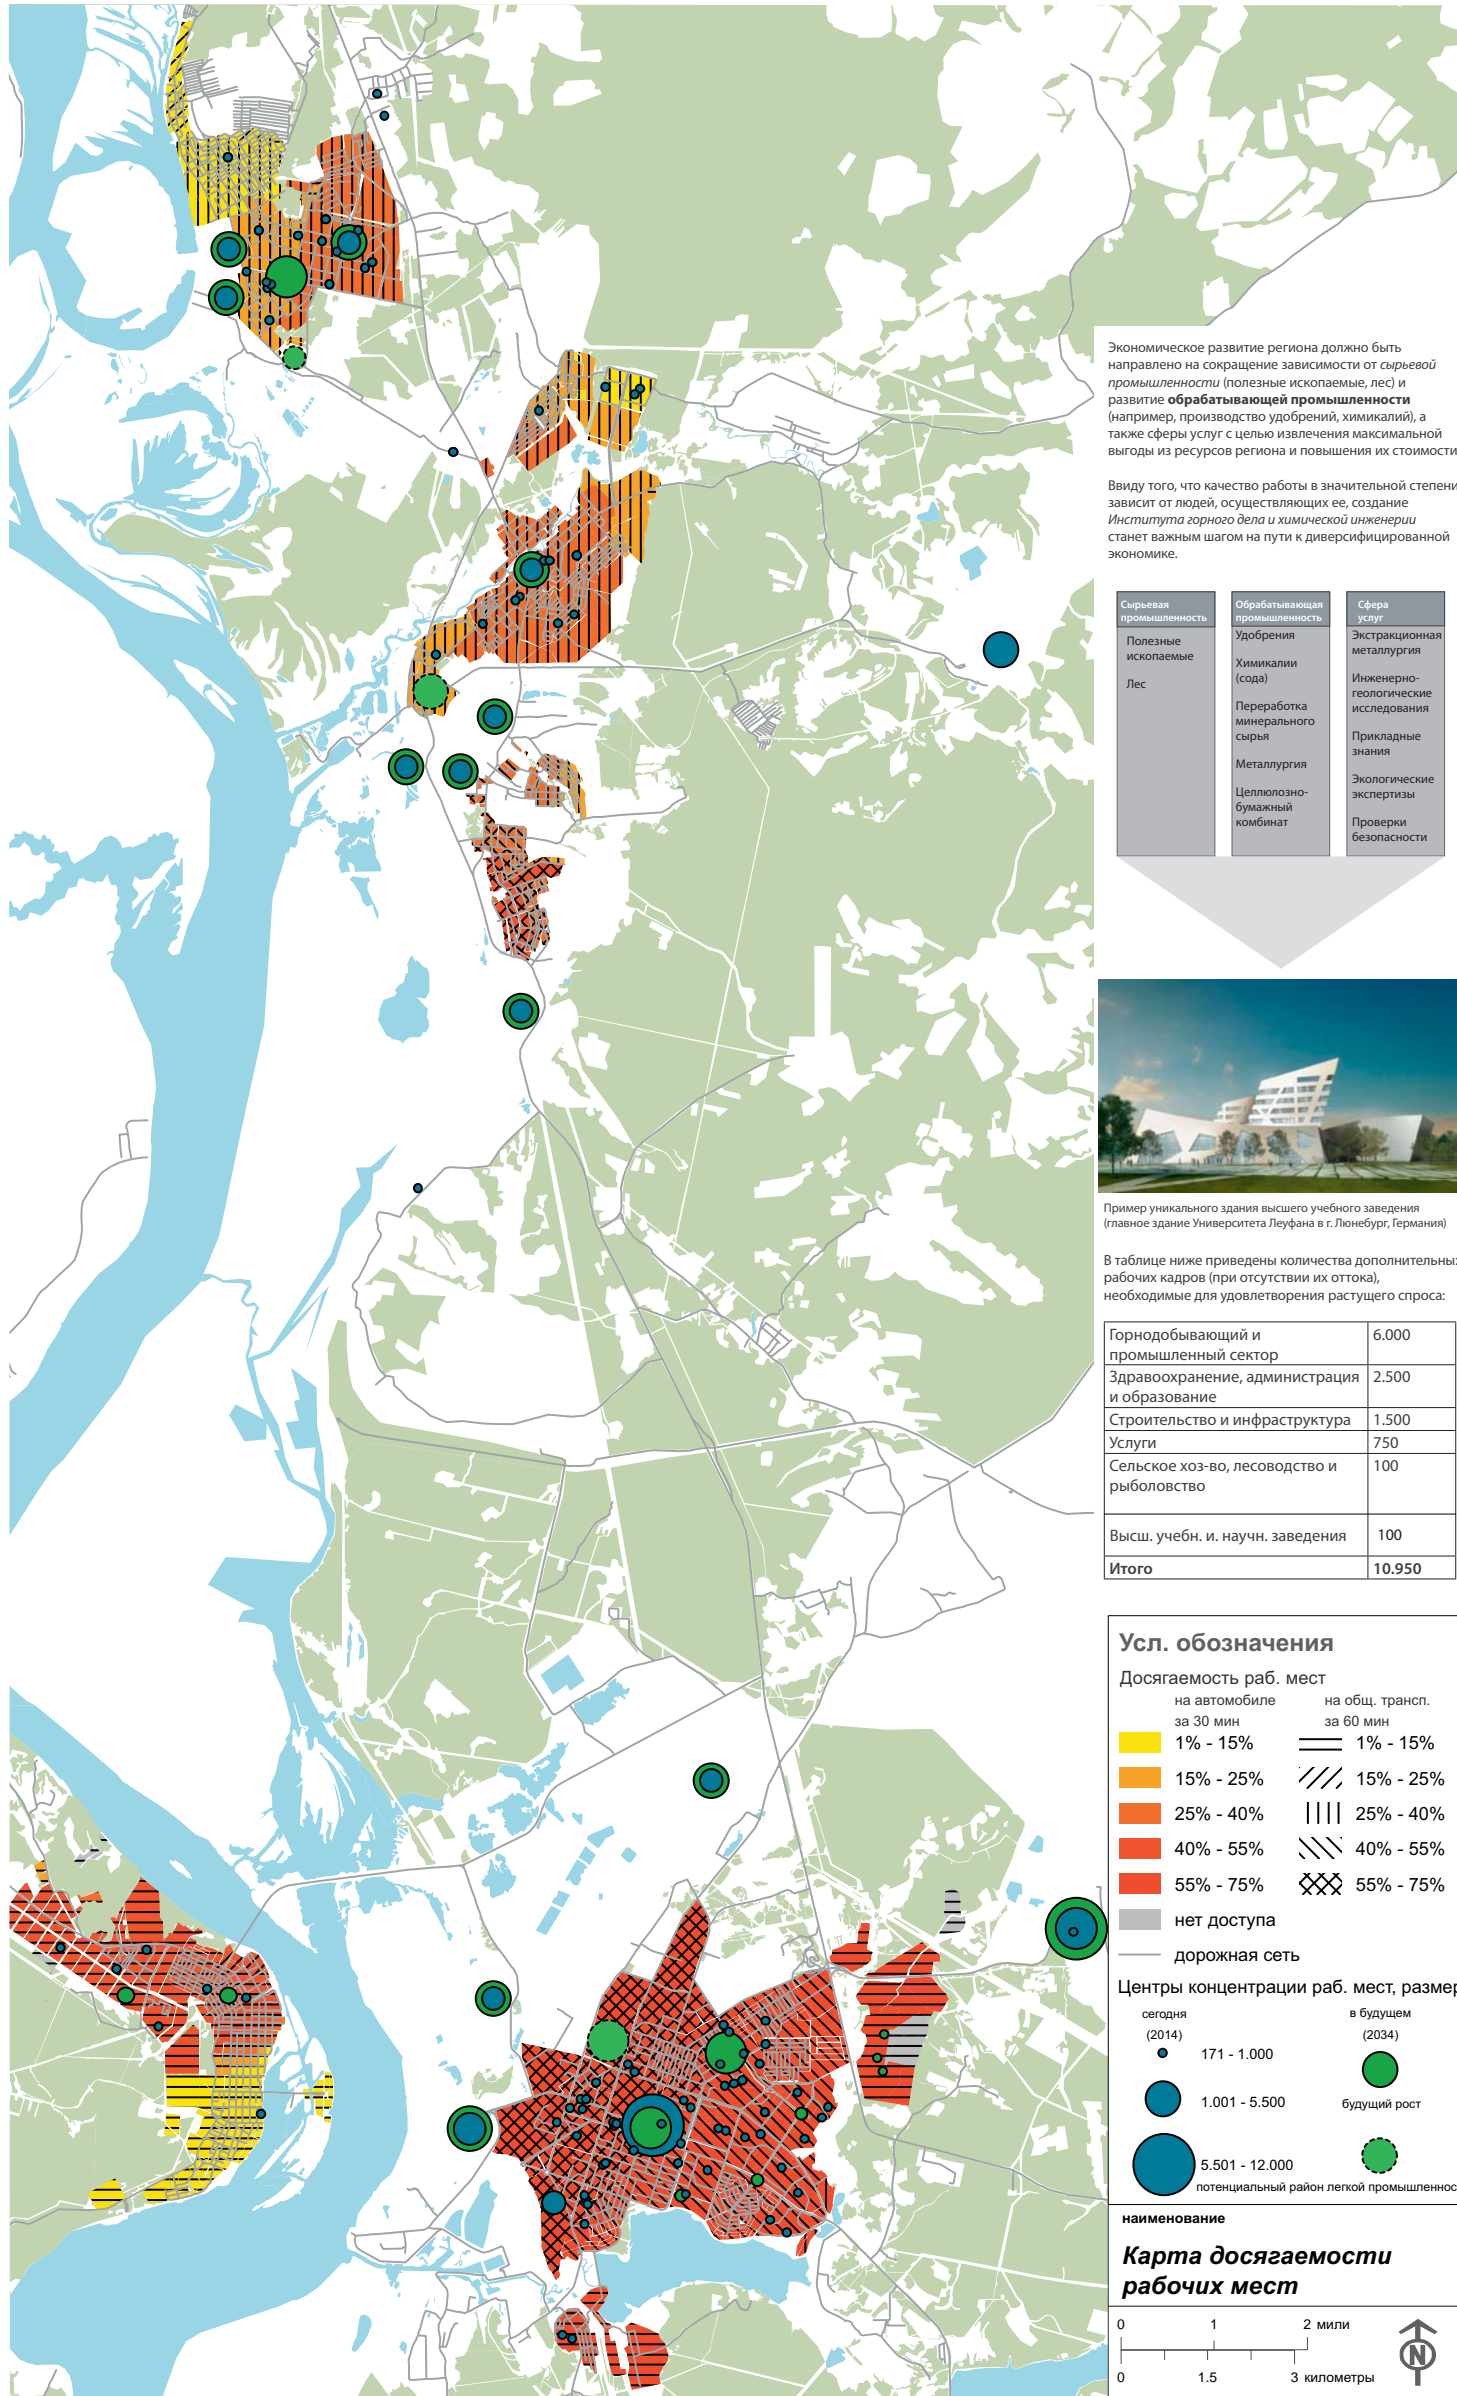 Экономическое развитие региона должно быть
направлено на сокращение зависимости от сырьевой
промышленности (полезные ископаемые, лес) и
развитие обрабатывающей промышленности
(например, производство удобрений, химикалий), а
также сферы услуг с целью извлечения максимальной
выгоды из ресурсов региона и повышения их стоимости
Ввиду того, что качество работы в значительной степени
зависит от людей, осуществляющих ее, создание
Института горного дела и химической инженерии
станет важным шагом на пути к диверсифицированной
экономике.
Сырьевая
промышленность
Полезные
ископаемые
Лес
Обрабатывающая
промышленность
Удобрения
Химикалии
(сода)
Переработка
минерального
сырья
Металлургия
Целлюлозно-
бумажный
комбинат
Сфера
услуг
Экстракционная
металлургия
Инженерно-
геологические
исследования
Прикладные
знания
Экологические
экспертизы
Проверки
безопасности
Пример уникального здания высшего учебного заведения
(главное здание Университета Леуфана в г. Люнебург, Германия)
В таблице ниже приведены количества дополнительных
рабочих кадров (при отсутствии их оттока),
необходимые для удовлетворения растущего спроса:
Горнодобывающий и 6.000
промышленный сектор
Здравоохранение, администрация 2.500
и образование
Строительство и инфраструктура 1.500
Услуги 750
Сельское хоз-во, лесоводство и 100
рыболовство
Высш. учебн. и. научн. заведения 100
Итого 10.950
Усл. обозначения
Досягаемость раб. мест
на автомобиле на общ. трансп.
за 30 мин за 60 мин
1% - 15% 1% - 15%
15% - 25% 15% - 25%
25% - 40% 25% - 40%
40% - 55% 40% - 55%
55% - 75% 55% - 75%
нет доступа
дорожная сеть
Центры концентрации раб. мест, размер
сегодня в будущем
(2014) (2034)
171 - 1.000
1.001 - 5.500 будущий рост
5.501 - 12.000
потенциальный район легкой промышленнос
наименование
Карта досягаемости
рабочих мест
0 1 2 мили
0 1.5 3 километры
N